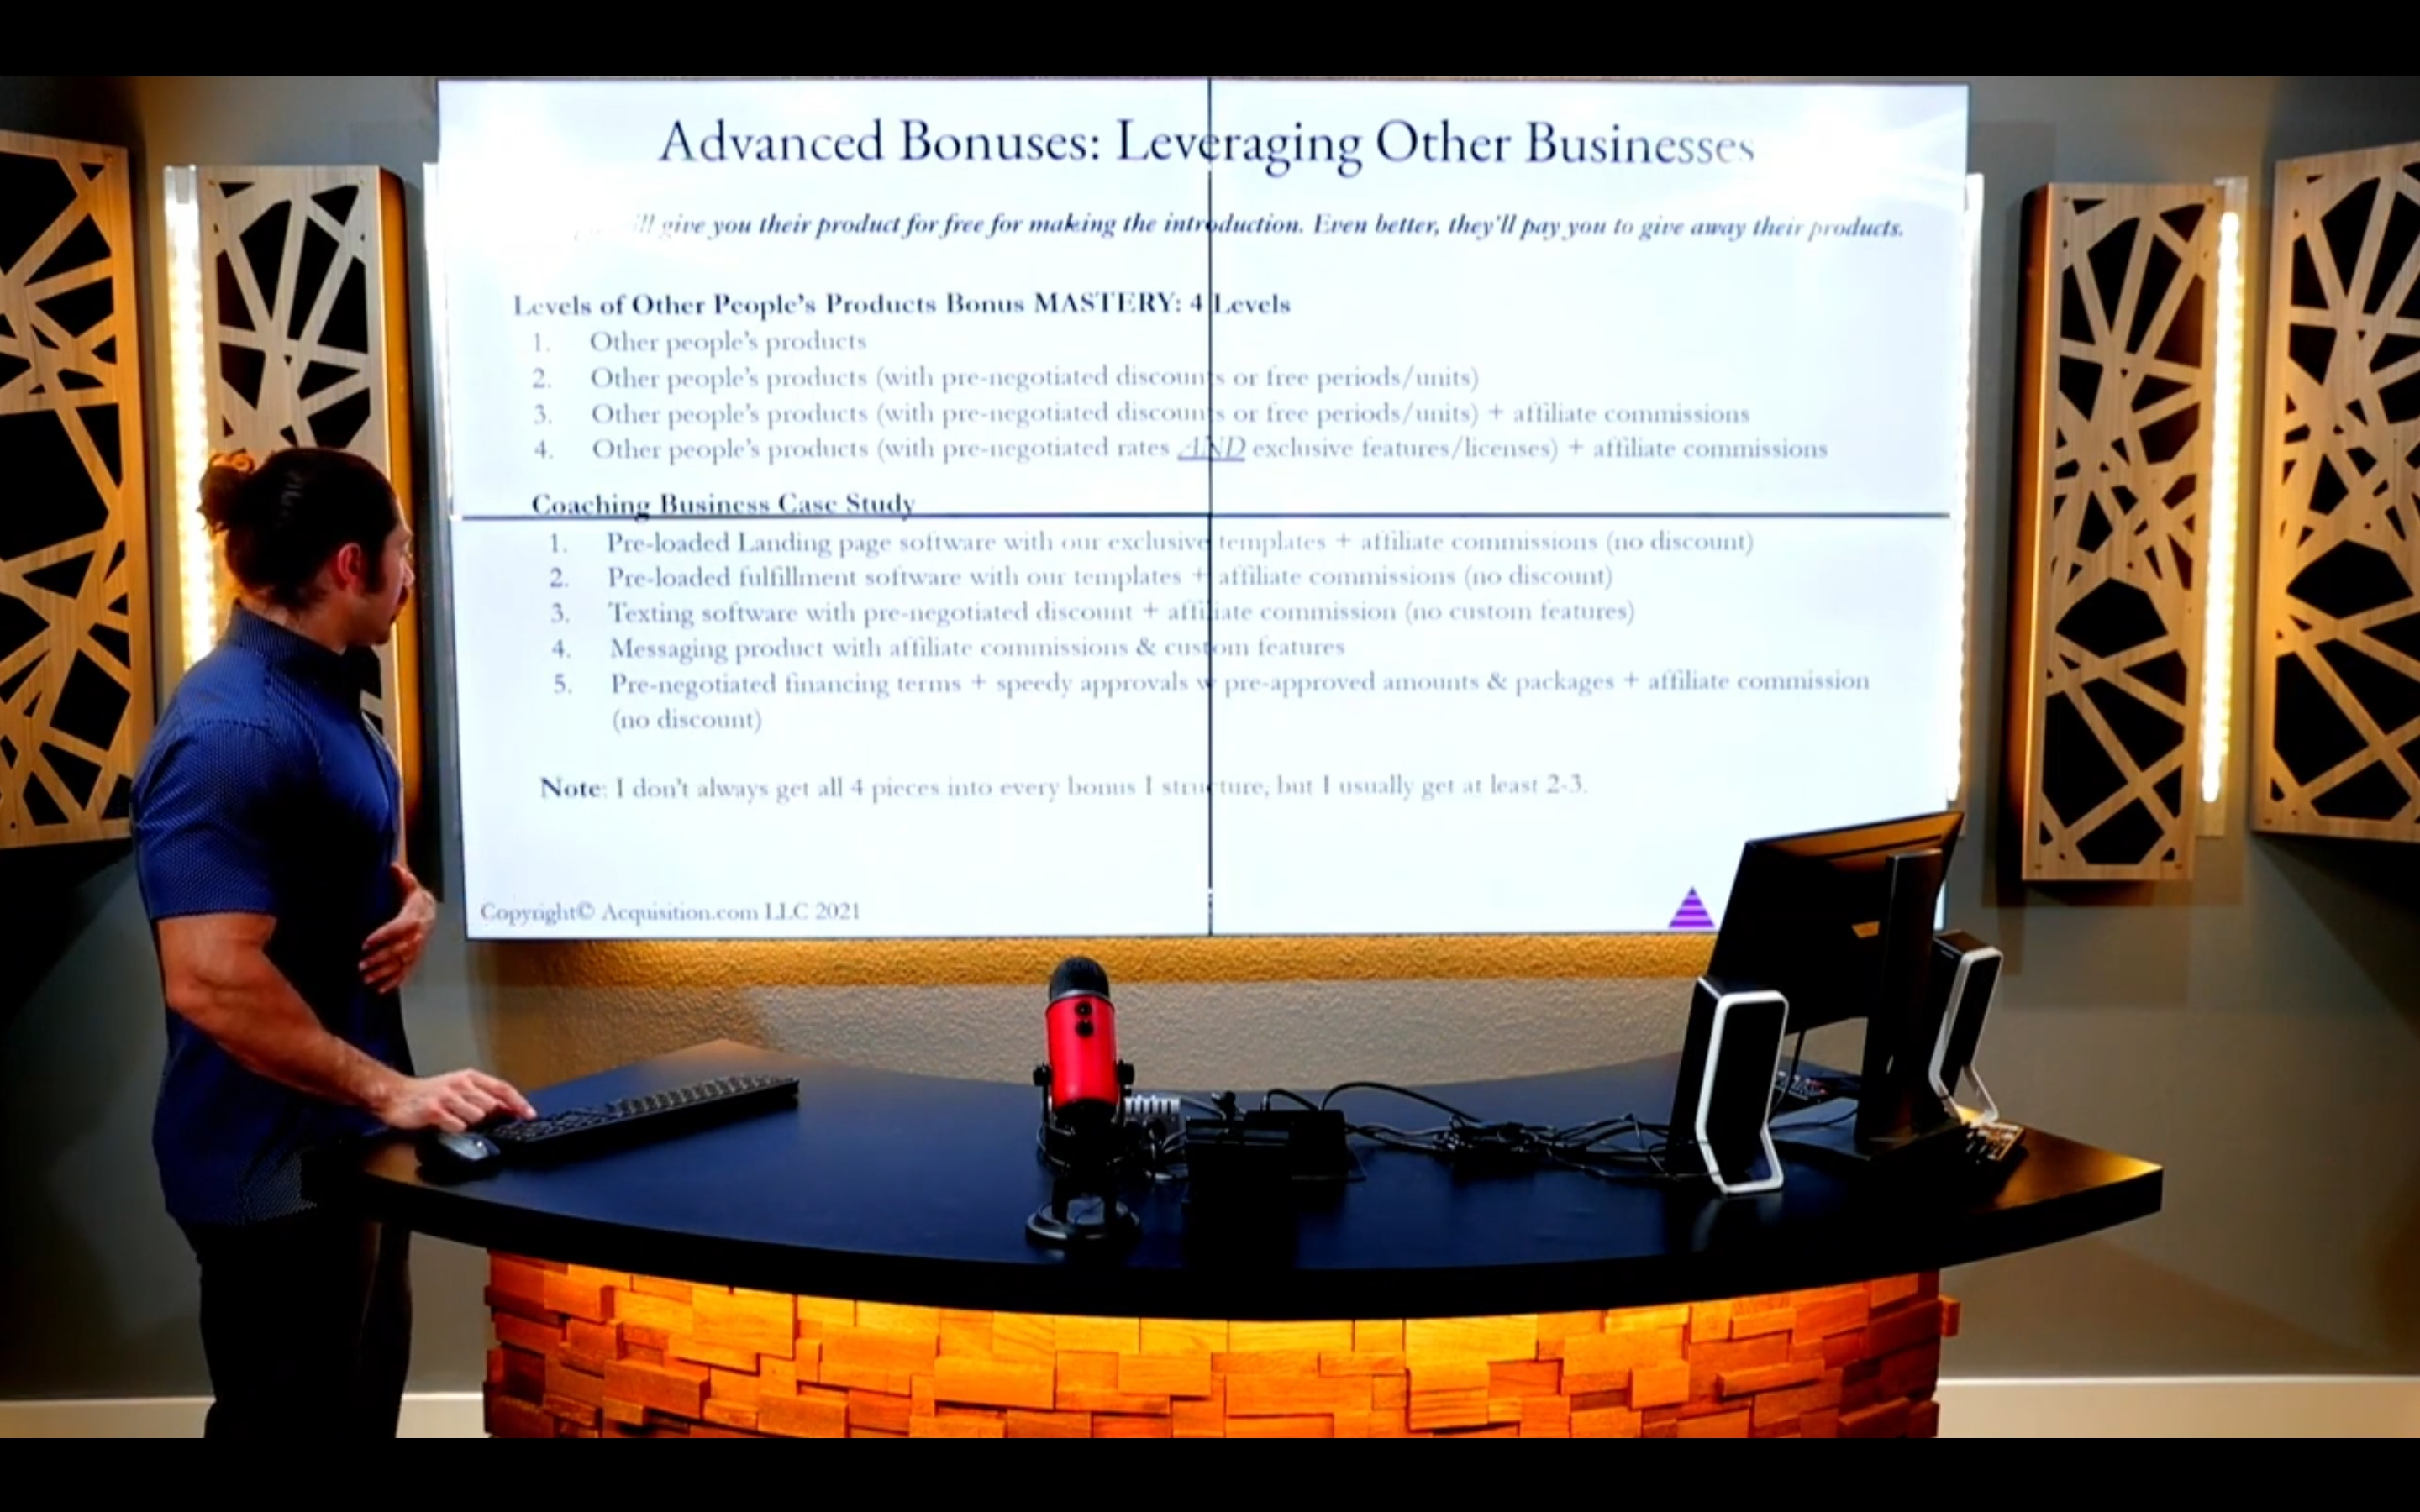 Advanced Bonuses: Leveraging Other Businesses
give you their product for free for making the introduction. Even better, they'll pay you to give away their products.
Levels of Other People's Products Bonus MASTERY: 4 Levels
1. Other people's products
2. Other people's products (with pre-negotiated discounts or free periods/units)
3. Other people's products (with pre-negotiated discounts or free periods/units) + affiliate commissions
4. Other people's products (with pre-negotiated rates AND exclusive features/licenses) + affiliate commissions
Coaching Business Case Study
1. Pre-loaded Landing page software with our exclusive templates + affiliate commissions (no discount)
2. Pre-loaded fulfillment software with our templates + affiliate commissions (no discount)
3. Texting software with pre-negotiated discount + affiliate commission (no custom features)
4. Messaging product with affiliate commissions & custom features
5. Pre-negotiated financing terms + speedy approvals w pre-approved amounts & packages + affiliate commission
(no discount)
Note: I don't always get all 4 pieces into every bonus I structure, but I usually get at least 2-3.
Copyright© Acquisition.com LLC 2021